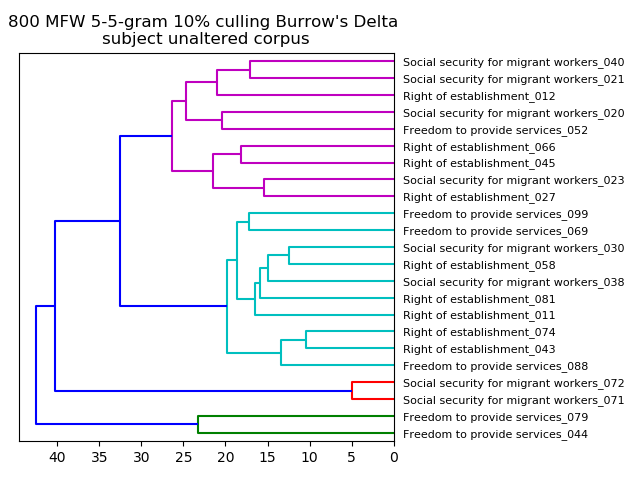 800 MFW 5-5-gram 10% culling Burrow's Delta
subject unaltered corpus
Social security for migrant workers_040
Social security for migrant workers_021
Right of establishment_012
Social security for migrant workers_020
Freedom to provide services_052
Right of establishment_066
Right of establishment_045
Social security for migrant workers_023
Right of establishment_027
Freedom to provide services_099
Freedom to provide services_069
Social security for migrant workers_030
Right of establishment_058
Social security for migrant workers_038
Right of establishment_081
Right of establishment_011
Right of establishment_074
Right of establishment_043
Freedom to provide services_088
Social security for migrant workers_072
Social security for migrant workers_071
Freedom to provide services_079
Freedom to provide services_044
40 35 30 25 20 15 10 5 0